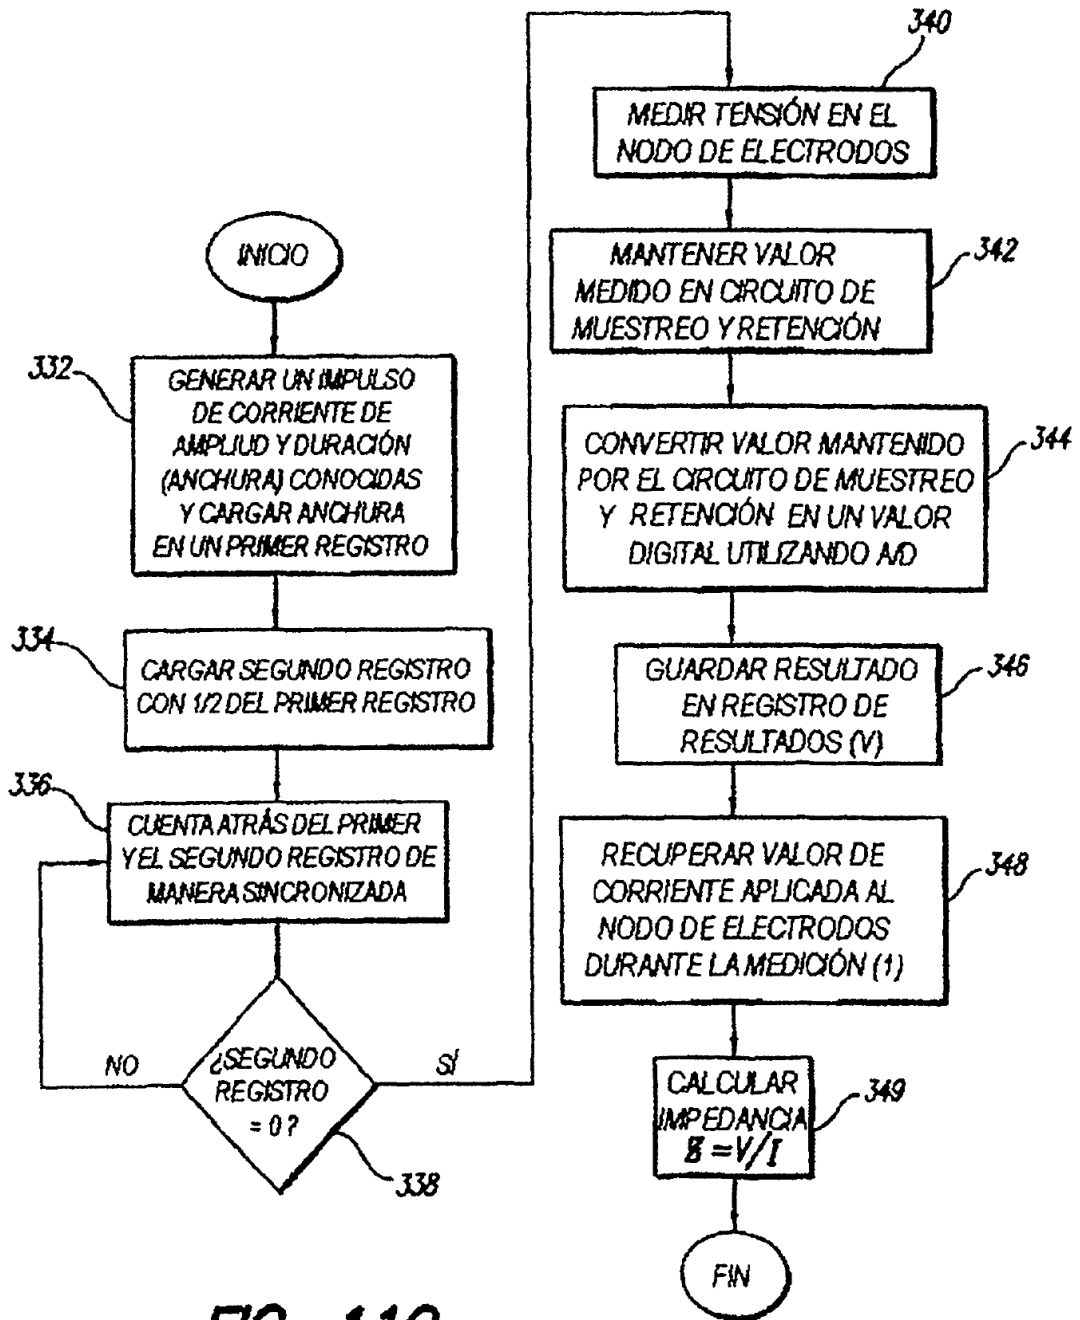 INICIO
332
GENERAR UN IMPULSO
DE CORRIENTE DE
AMPLIUD Y DURACIÓN
(ANCHURA) CONOCIDAS
Y CARGAR ANCHURA
EN UN PRIMER REGISTRO
334
CARGAR SEGUNDO REGISTRO
CON 1/2 DEL PRIMER REGISTRO
336
CUENTA ATRÁS DEL PRIMER
Y EL SEGUNDO REGISTRO DE
MANERA SINCRONIZADA
¿SEGUNDO
REGISTRO
= 0 ?
NO
SÍ
338
340
MEDIR TENSIÓN EN EL
NODO DE ELECTRODOS
342
MANTENER VALOR
MEDIDO EN CIRCUITO DE
MUESTREO Y RETENCIÓN
344
CONVERTIR VALOR MANTENIDO
POR EL CIRCUITO DE MUESTREO
Y RETENCIÓN EN UN VALOR
DIGITAL UTILIZANDO A/D
346
GUARDAR RESULTADO
EN REGISTRO DE
RESULTADOS (V)
348
RECUPERAR VALOR DE
CORRIENTE APLICADA AL
NODO DE ELECTRODOS
DURANTE LA MEDICIÓN (1)
349
CALCULAR
IMPEDANCIA
Z = V/I
FIN